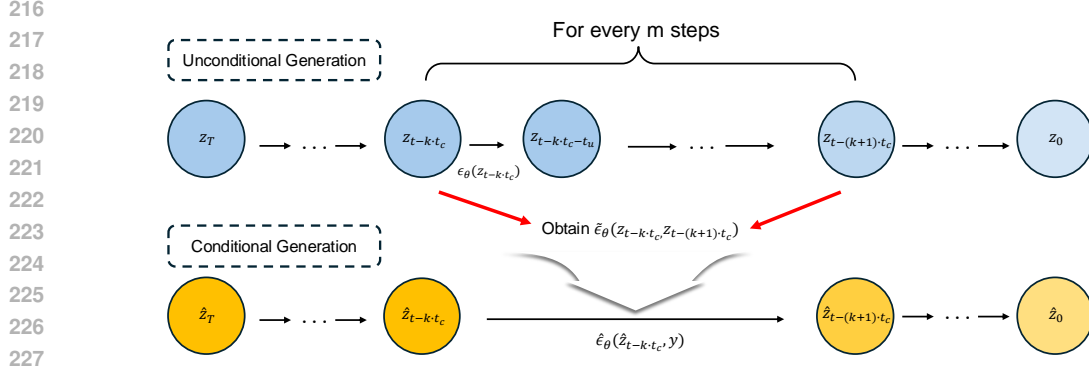 216
217
218
219
220
221
222
223
224
225
226
227
For every m steps
Unconditional Generation
z_T
...
z_{t-k·t_c}
z_{t-k·t_c-t_u}
...
z_{t-(k+1)·t_c}
...
z_0
ϵ_θ(z_{t-k·t_c})
Obtain ϵ̃_θ(z_{t-k·t_c}, z_{t-(k+1)·t_c})
Conditional Generation
ẑ_T
...
ẑ_{t-k·t_c}
ẑ_{t-(k+1)·t_c}
...
ẑ_0
ϵ̂_θ(ẑ_{t-k·t_c}, y)